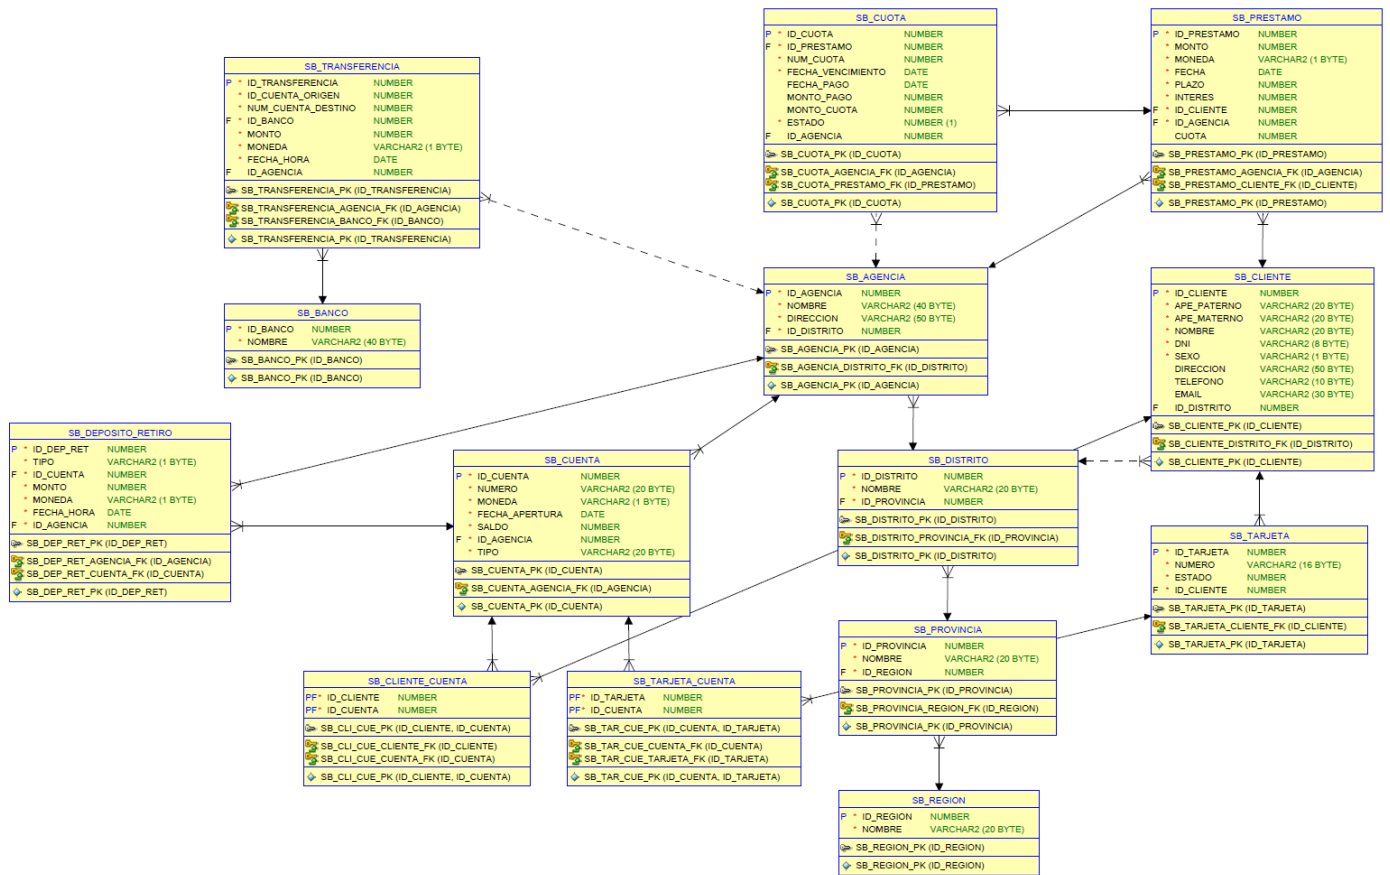 SB_CUOTA
P * ID_CUOTA NUMBER
F * ID_PRESTAMO NUMBER
* NUM_CUOTA NUMBER
* FECHA_VENCIMIENTO DATE
FECHA_PAGO DATE
MONTO_PAGO NUMBER
MONTO_CUOTA NUMBER
* ESTADO NUMBER (1)
F ID_AGENCIA NUMBER
SB_CUOTA_PK (ID_CUOTA)
SB_CUOTA_AGENCIA_FK (ID_AGENCIA)
SB_CUOTA_PRESTAMO_FK (ID_PRESTAMO)
SB_CUOTA_PK (ID_CUOTA)
SB_PRESTAMO
P * ID_PRESTAMO NUMBER
* MONTO NUMBER
* MONEDA VARCHAR2 (1 BYTE)
* FECHA DATE
* PLAZO NUMBER
* INTERES NUMBER
F * ID_CLIENTE NUMBER
F * ID_AGENCIA NUMBER
CUOTA NUMBER
SB_PRESTAMO_PK (ID_PRESTAMO)
SB_PRESTAMO_AGENCIA_FK (ID_AGENCIA)
SB_PRESTAMO_CLIENTE_FK (ID_CLIENTE)
SB_PRESTAMO_PK (ID_PRESTAMO)
SB_TRANSFERENCIA
P * ID_TRANSFERENCIA NUMBER
* ID_CUENTA_ORIGEN NUMBER
* NUM_CUENTA_DESTINO NUMBER
F * ID_BANCO NUMBER
* MONTO NUMBER
* MONEDA VARCHAR2 (1 BYTE)
* FECHA_HORA DATE
F ID_AGENCIA NUMBER
SB_TRANSFERENCIA_PK (ID_TRANSFERENCIA)
SB_TRANSFERENCIA_AGENCIA_FK (ID_AGENCIA)
SB_TRANSFERENCIA_BANCO_FK (ID_BANCO)
SB_TRANSFERENCIA_PK (ID_TRANSFERENCIA)
SB_AGENCIA
P * ID_AGENCIA NUMBER
* NOMBRE VARCHAR2 (40 BYTE)
* DIRECCION VARCHAR2 (50 BYTE)
F * ID_DISTRITO NUMBER
SB_AGENCIA_PK (ID_AGENCIA)
SB_AGENCIA_DISTRITO_FK (ID_DISTRITO)
SB_AGENCIA_PK (ID_AGENCIA)
SB_CLIENTE
P * ID_CLIENTE NUMBER
* APE_PATERNO VARCHAR2 (20 BYTE)
* APE_MATERNO VARCHAR2 (20 BYTE)
* NOMBRE VARCHAR2 (20 BYTE)
* DNI VARCHAR2 (8 BYTE)
* SEXO VARCHAR2 (1 BYTE)
DIRECCION VARCHAR2 (50 BYTE)
TELEFONO VARCHAR2 (10 BYTE)
EMAIL VARCHAR2 (30 BYTE)
F ID_DISTRITO NUMBER
SB_CLIENTE_PK (ID_CLIENTE)
SB_CLIENTE_DISTRITO_FK (ID_DISTRITO)
SB_CLIENTE_PK (ID_CLIENTE)
SB_BANCO
P * ID_BANCO NUMBER
* NOMBRE VARCHAR2 (40 BYTE)
SB_BANCO_PK (ID_BANCO)
SB_BANCO_PK (ID_BANCO)
SB_DEPOSITO_RETIRO
P * ID_DEP_RET NUMBER
* TIPO VARCHAR2 (1 BYTE)
F * ID_CUENTA NUMBER
* MONTO NUMBER
* MONEDA VARCHAR2 (1 BYTE)
* FECHA_HORA DATE
F * ID_AGENCIA NUMBER
SB_DEP_RET_PK (ID_DEP_RET)
SB_DEP_RET_AGENCIA_FK (ID_AGENCIA)
SB_DEP_RET_CUENTA_FK (ID_CUENTA)
SB_DEP_RET_PK (ID_DEP_RET)
SB_CUENTA
P * ID_CUENTA NUMBER
* NUMERO VARCHAR2 (20 BYTE)
* MONEDA VARCHAR2 (1 BYTE)
* FECHA_APERTURA DATE
* SALDO NUMBER
F * ID_AGENCIA NUMBER
* TIPO VARCHAR2 (20 BYTE)
SB_CUENTA_PK (ID_CUENTA)
SB_CUENTA_AGENCIA_FK (ID_AGENCIA)
SB_CUENTA_PK (ID_CUENTA)
SB_DISTRITO
P * ID_DISTRITO NUMBER
* NOMBRE VARCHAR2 (20 BYTE)
F * ID_PROVINCIA NUMBER
SB_DISTRITO_PK (ID_DISTRITO)
SB_DISTRITO_PROVINCIA_FK (ID_PROVINCIA)
SB_DISTRITO_PK (ID_DISTRITO)
SB_TARJETA
P * ID_TARJETA NUMBER
* NUMERO VARCHAR2 (16 BYTE)
* ESTADO NUMBER
F * ID_CLIENTE NUMBER
SB_TARJETA_PK (ID_TARJETA)
SB_TARJETA_CLIENTE_FK (ID_CLIENTE)
SB_TARJETA_PK (ID_TARJETA)
SB_PROVINCIA
P * ID_PROVINCIA NUMBER
* NOMBRE VARCHAR2 (20 BYTE)
F * ID_REGION NUMBER
SB_PROVINCIA_PK (ID_PROVINCIA)
SB_PROVINCIA_REGION_FK (ID_REGION)
SB_PROVINCIA_PK (ID_PROVINCIA)
SB_CLIENTE_CUENTA
PF* ID_CLIENTE NUMBER
PF* ID_CUENTA NUMBER
SB_CLI_CUE_PK (ID_CLIENTE, ID_CUENTA)
SB_CLI_CUE_CLIENTE_FK (ID_CLIENTE)
SB_CLI_CUE_CUENTA_FK (ID_CUENTA)
SB_CLI_CUE_PK (ID_CLIENTE, ID_CUENTA)
SB_TARJETA_CUENTA
PF* ID_TARJETA NUMBER
PF* ID_CUENTA NUMBER
SB_TAR_CUE_PK (ID_CUENTA, ID_TARJETA)
SB_TAR_CUE_CUENTA_FK (ID_CUENTA)
SB_TAR_CUE_TARJETA_FK (ID_TARJETA)
SB_TAR_CUE_PK (ID_CUENTA, ID_TARJETA)
SB_REGION
P * ID_REGION NUMBER
* NOMBRE VARCHAR2 (20 BYTE)
SB_REGION_PK (ID_REGION)
SB_REGION_PK (ID_REGION)